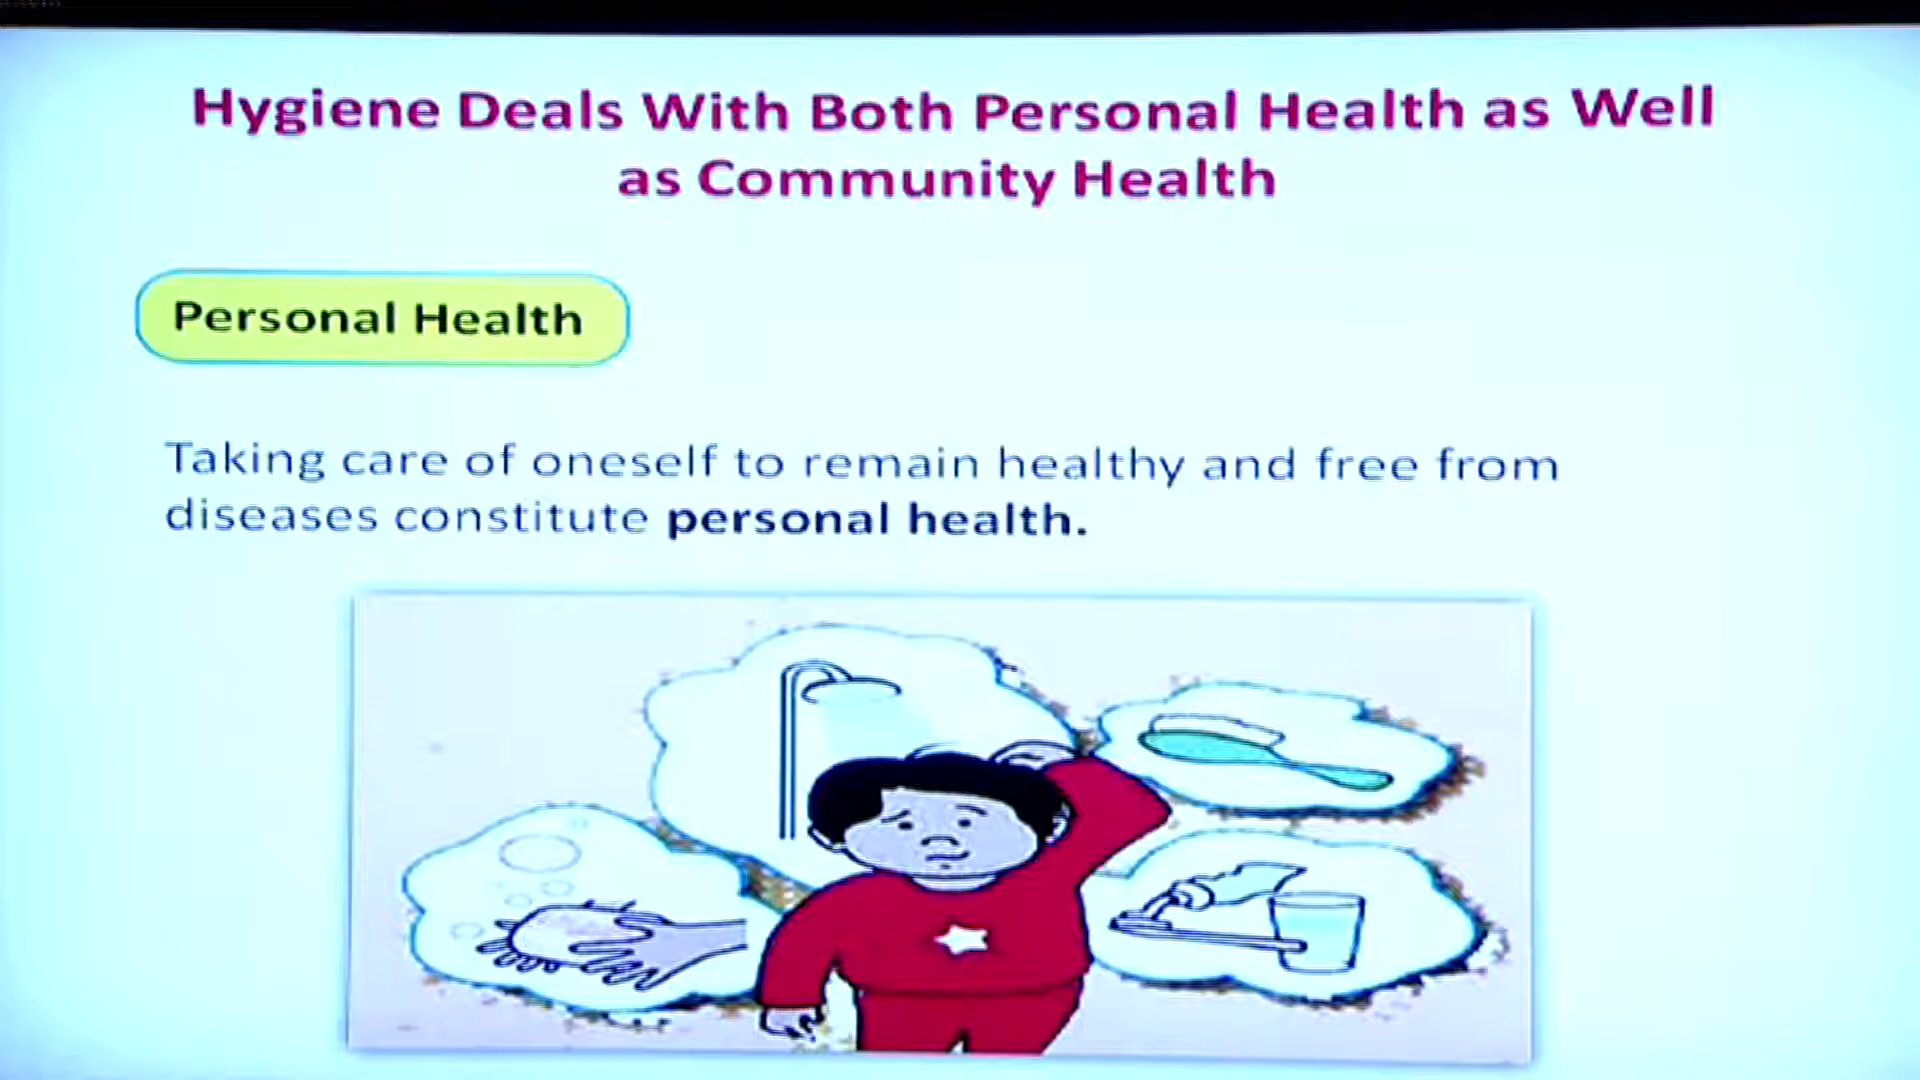 Hygiene Deals With Both Personal Health as Well
as Community Health
Personal Health
Taking care of oneself to remain healthy and free from
diseases constitute personal health.